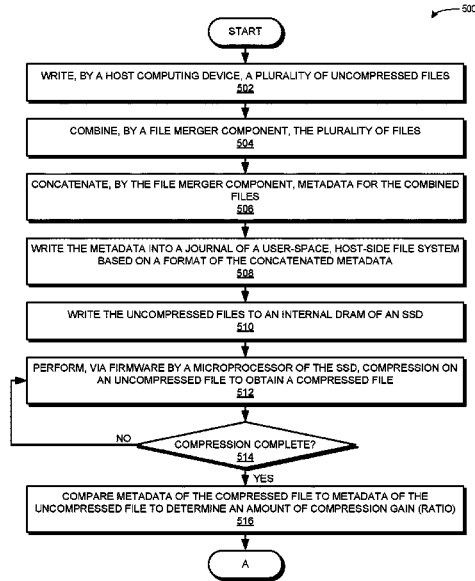 500
START
WRITE, BY A HOST COMPUTING DEVICE, A PLURALITY OF UNCOMPRESSED FILES
502
COMBINE, BY A FILE MERGER COMPONENT, THE PLURALITY OF FILES
504
CONCATENATE, BY THE FILE MERGER COMPONENT, METADATA FOR THE COMBINED
FILES
506
WRITE THE METADATA INTO A JOURNAL OF A USER-SPACE, HOST-SIDE FILE SYSTEM
BASED ON A FORMAT OF THE CONCATENATED METADATA
508
WRITE THE UNCOMPRESSED FILES TO AN INTERNAL DRAM OF AN SSD
510
PERFORM, VIA FIRMWARE BY A MICROPROCESSOR OF THE SSD, COMPRESSION ON
AN UNCOMPRESSED FILE TO OBTAIN A COMPRESSED FILE
512
NO
COMPRESSION COMPLETE?
514
YES
COMPARE METADATA OF THE COMPRESSED FILE TO METADATA OF THE
UNCOMPRESSED FILE TO DETERMINE AN AMOUNT OF COMPRESSION GAIN (RATIO)
516
A